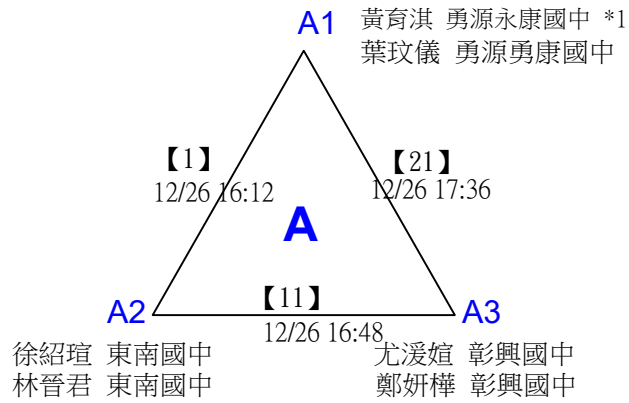 A1 黃育淇 勇源永康國中 *1
葉玟儀 勇源勇康國中
【1】
12/26 16:12
【21】
12/26 17:36
A
【11】
12/26 16:48
A2
A3
徐紹瑄 東南國中
林晉君 東南國中
尤湲媗 彰興國中
鄭妍樺 彰興國中